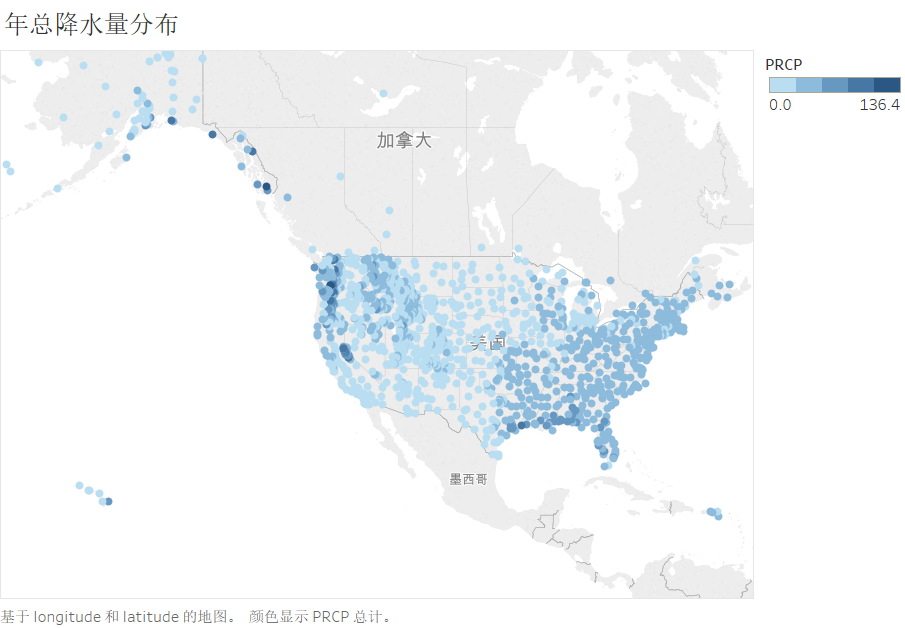 年总降水量分布
PRCP
0.0 136.4
加拿大
美国
墨西哥
基于 longitude 和 latitude 的地图。 颜色显示 PRCP 总计。